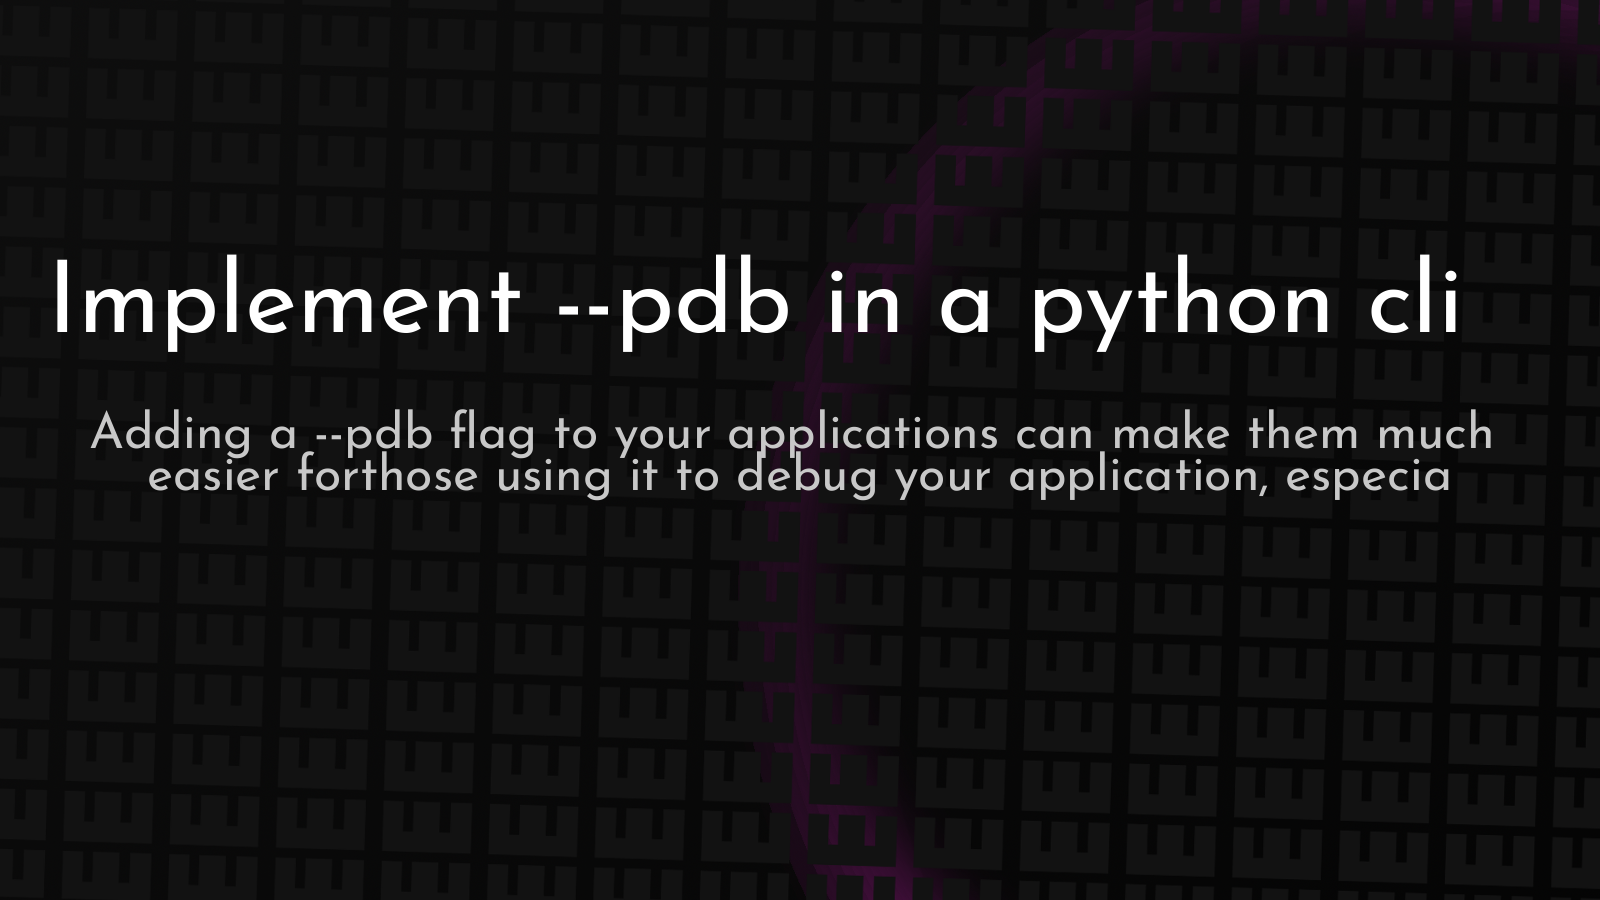 Implement --pdb in a python cli
Adding a --pdb flag to your applications can make them much
easier forthose using it to debug your application, especia